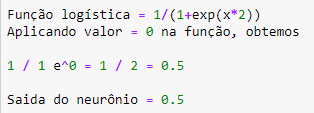 Função logística = 1/(1+exp(x*2))
Aplicando valor = 0 na função, obtemos
1 / 1 e^0 = 1 / 2 = 0.5
Saida do neurônio = 0.5